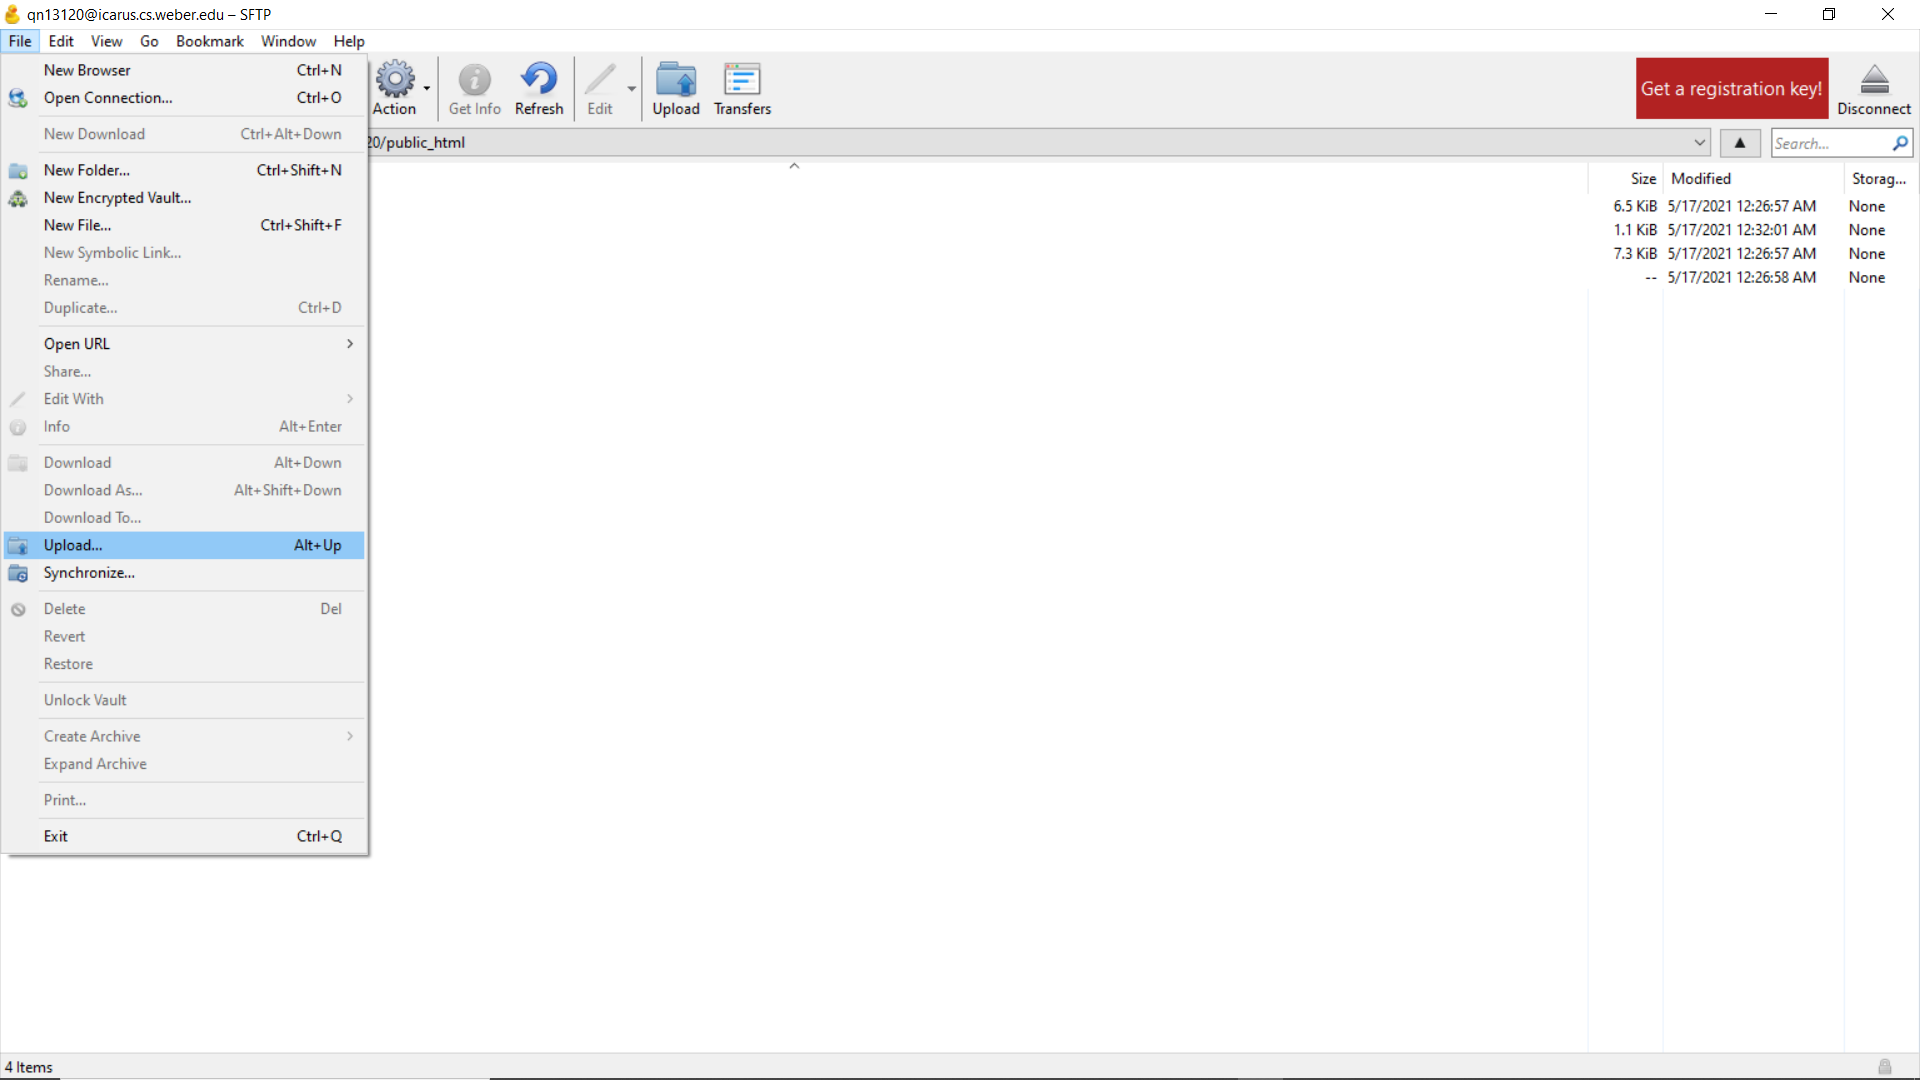 qn13120@icarus.cs.weber.edu – SFTP
File Edit View Go Bookmark Window Help
New Browser Ctrl+N
Open Connection... Ctrl+O
New Download Ctrl+Alt+Down
New Folder... Ctrl+Shift+N
New Encrypted Vault...
New File... Ctrl+Shift+F
New Symbolic Link...
Rename...
Duplicate... Ctrl+D
Open URL
Share...
Edit With
Info Alt+Enter
Download Alt+Down
Download As... Alt+Shift+Down
Download To...
Upload... Alt+Up
Synchronize...
Delete Del
Revert
Restore
Unlock Vault
Create Archive
Expand Archive
Print...
Exit Ctrl+Q
Action Get Info Refresh Edit Upload Transfers
Get a registration key!
Disconnect
20/public_html
Search...
Size Modified Storag...
6.5 KiB 5/17/2021 12:26:57 AM None
1.1 KiB 5/17/2021 12:32:01 AM None
7.3 KiB 5/17/2021 12:26:57 AM None
-- 5/17/2021 12:26:58 AM None
4 Items